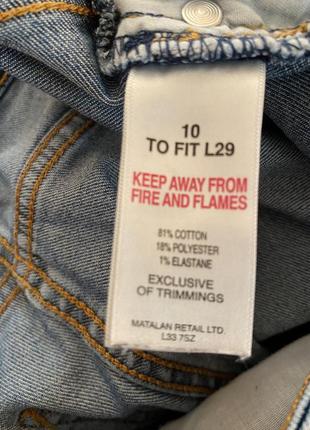 10
TO FIT L29
KEEP AWAY FROM
FIRE AND FLAMES
81% COTTON
18% POLYESTER
1% ELASTANE
EXCLUSIVE
OF TRIMMINGS
MATALAN RETAIL LTD.
L33 7SZ